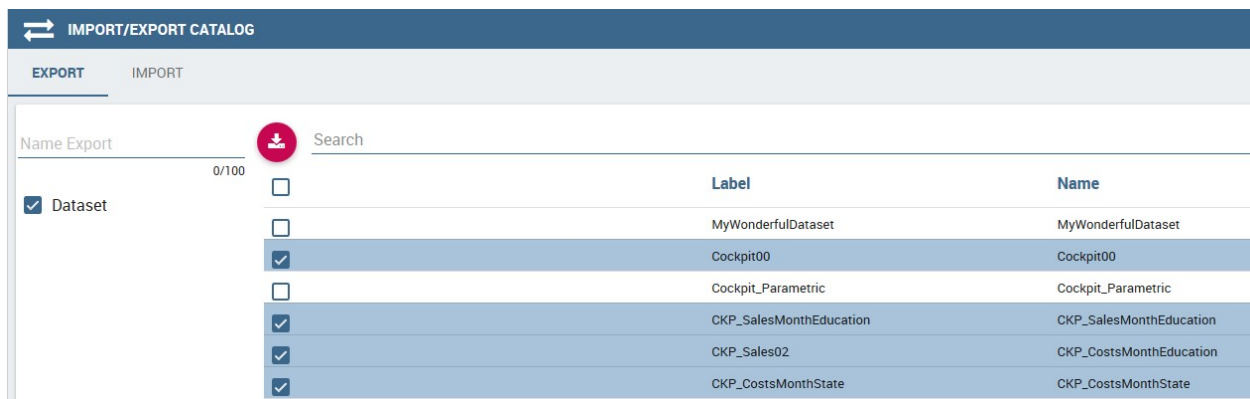 IMPORT/EXPORT CATALOG
EXPORT IMPORT
Name Export
0/100
Dataset
Search
Label Name
MyWonderfulDataset MyWonderfulDataset
Cockpit00 Cockpit00
Cockpit_Parametric Cockpit_Parametric
CKP_SalesMonthEducation CKP_SalesMonthEducation
CKP_Sales02 CKP_CostsMonthEducation
CKP_CostsMonthState CKP_CostsMonthState